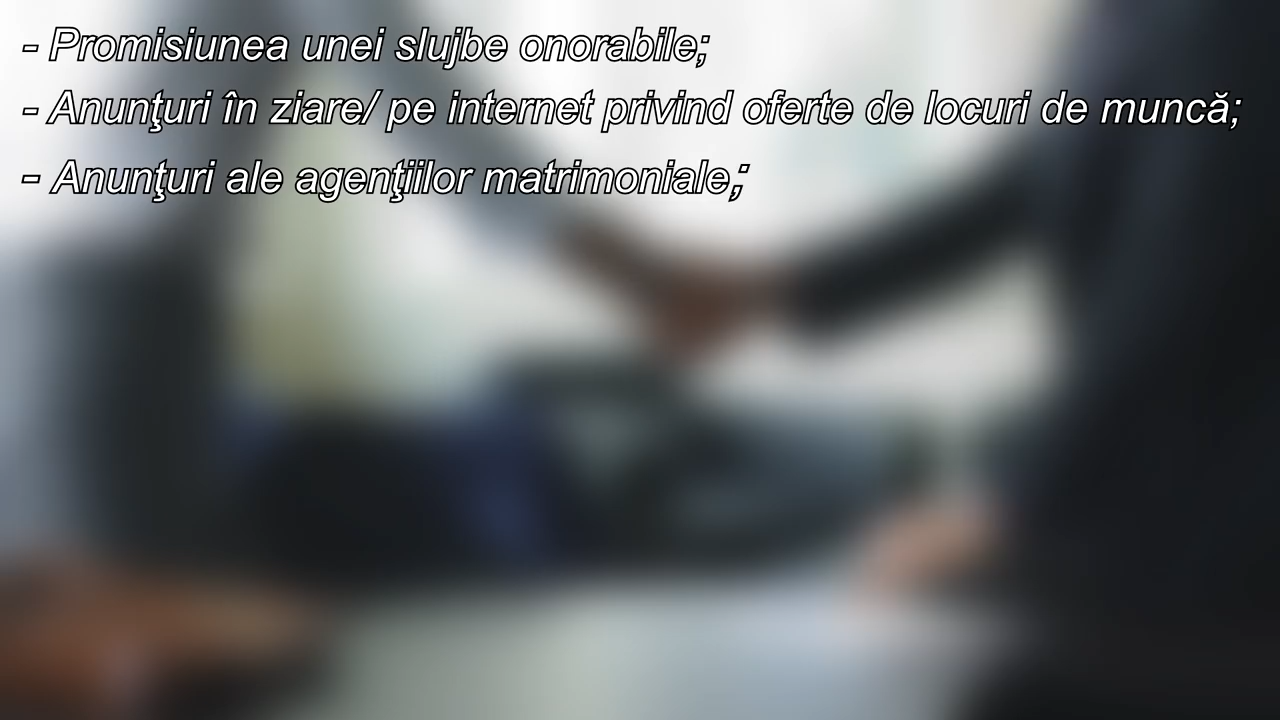 - Promisiunea unei slujbe onorabile;
- Anunţuri în ziare/ pe internet privind oferte de locuri de muncă;
- Anunţuri ale agenţiilor matrimoniale;